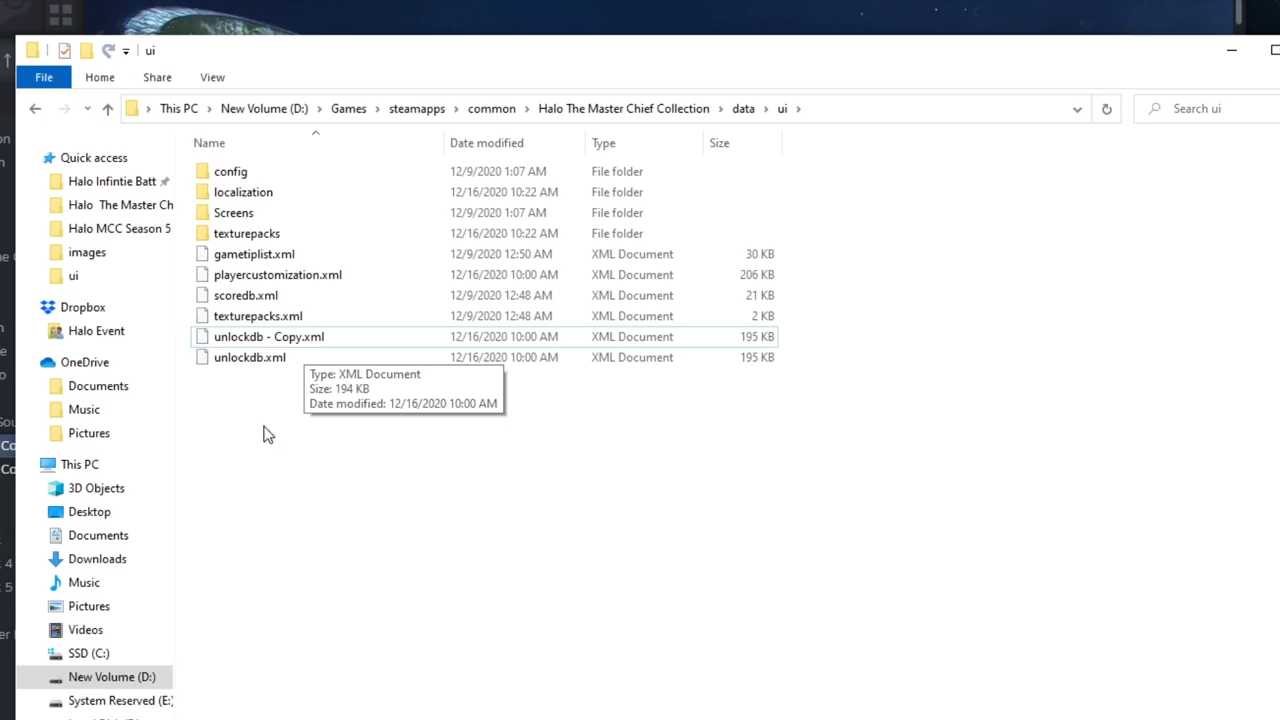 ui
File Home Share View
This PC > New Volume (D:) > Games > steamapps > common > Halo The Master Chief Collection > data > ui >
Search ui
Name Date modified Type Size
config 12/9/2020 1:07 AM File folder
localization 12/16/2020 10:22 AM File folder
Screens 12/9/2020 1:07 AM File folder
texturepacks 12/16/2020 10:22 AM File folder
gametiplist.xml 12/9/2020 12:50 AM XML Document 30 KB
playercustomization.xml 12/16/2020 10:00 AM XML Document 206 KB
scoredb.xml 12/9/2020 12:48 AM XML Document 21 KB
texturepacks.xml 12/9/2020 12:48 AM XML Document 2 KB
unlockdb - Copy.xml 12/16/2020 10:00 AM XML Document 195 KB
unlockdb.xml 12/16/2020 10:00 AM XML Document 195 KB
Type: XML Document
Size: 194 KB
Date modified: 12/16/2020 10:00 AM
Quick access
Halo Infintie Batt
Halo The Master Ch
Halo MCC Season 5
images
ui
Dropbox
Halo Event
OneDrive
Documents
Music
Pictures
This PC
3D Objects
Desktop
Documents
Downloads
Music
Pictures
Videos
SSD (C:)
New Volume (D:)
System Reserved (E:)